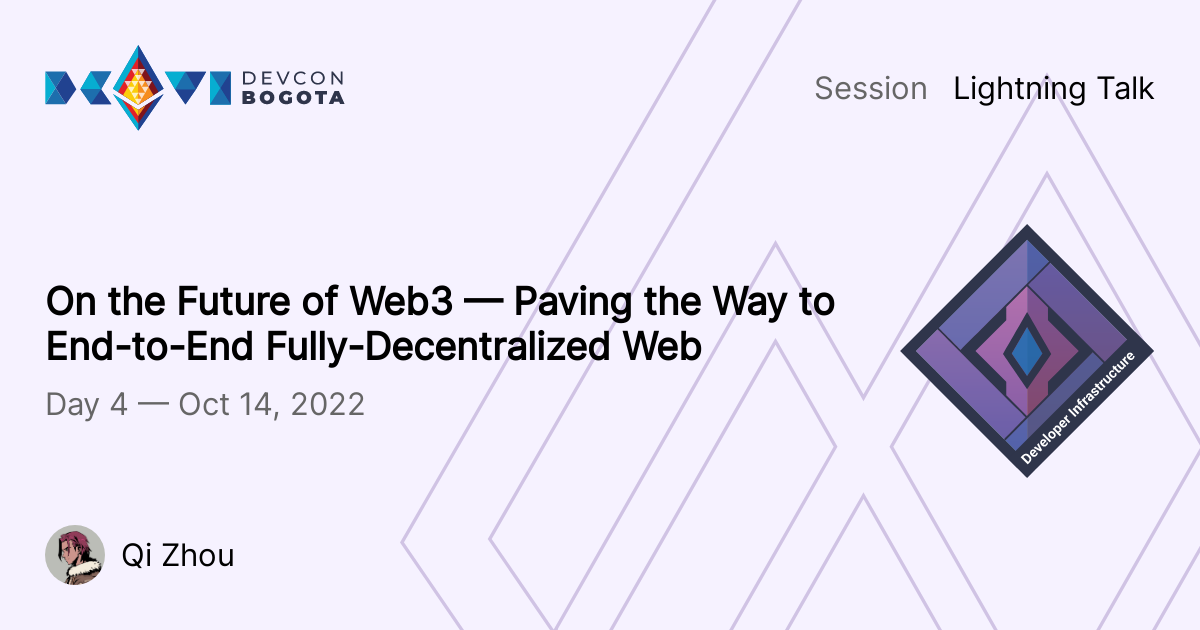 DEVCON
BOGOTA
Session Lightning Talk
On the Future of Web3 — Paving the Way to
End-to-End Fully-Decentralized Web
Day 4 — Oct 14, 2022
Developer Infrastructure
Qi Zhou